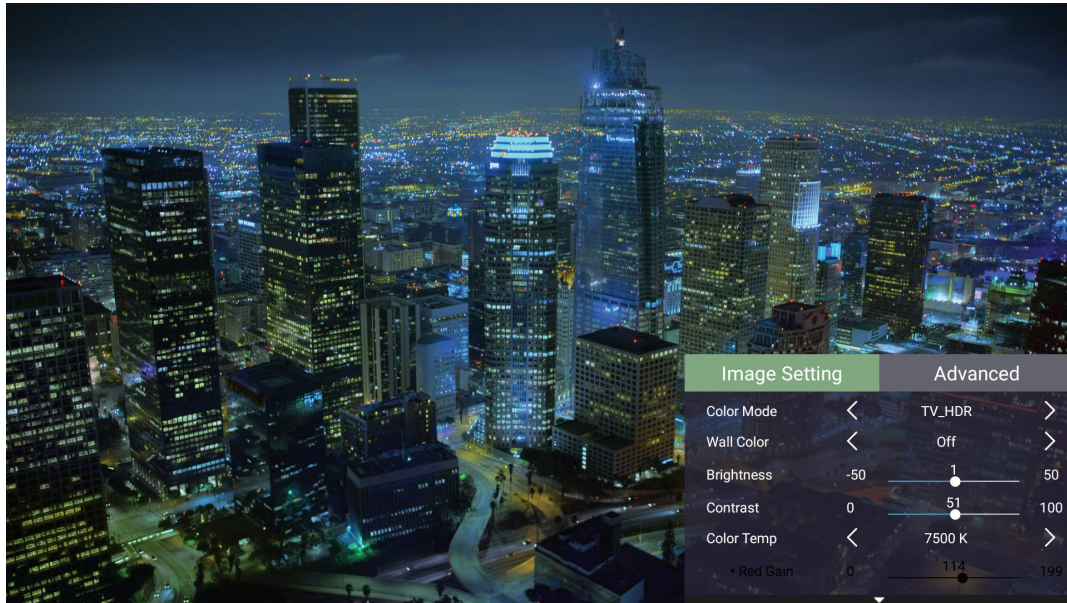 Image Setting Advanced
Color Mode TV_HDR
Wall Color Off
Brightness -50 1 50
Contrast 0 51 100
Color Temp 7500 K
• Red Gain 0 114 199